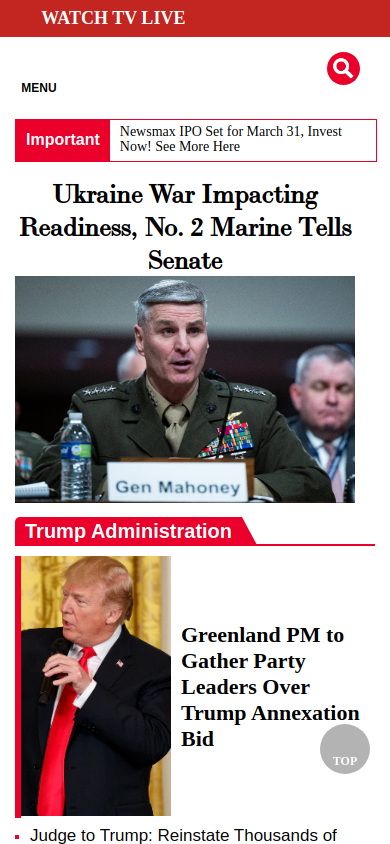 WATCH TV LIVE
MENU
Important
Newsmax IPO Set for March 31, Invest
Now! See More Here
Ukraine War Impacting
Readiness, No. 2 Marine Tells
Senate
Gen Mahoney
Trump Administration
Greenland PM to
Gather Party
Leaders Over
Trump Annexation
Bid
TOP
Judge to Trump: Reinstate Thousands of